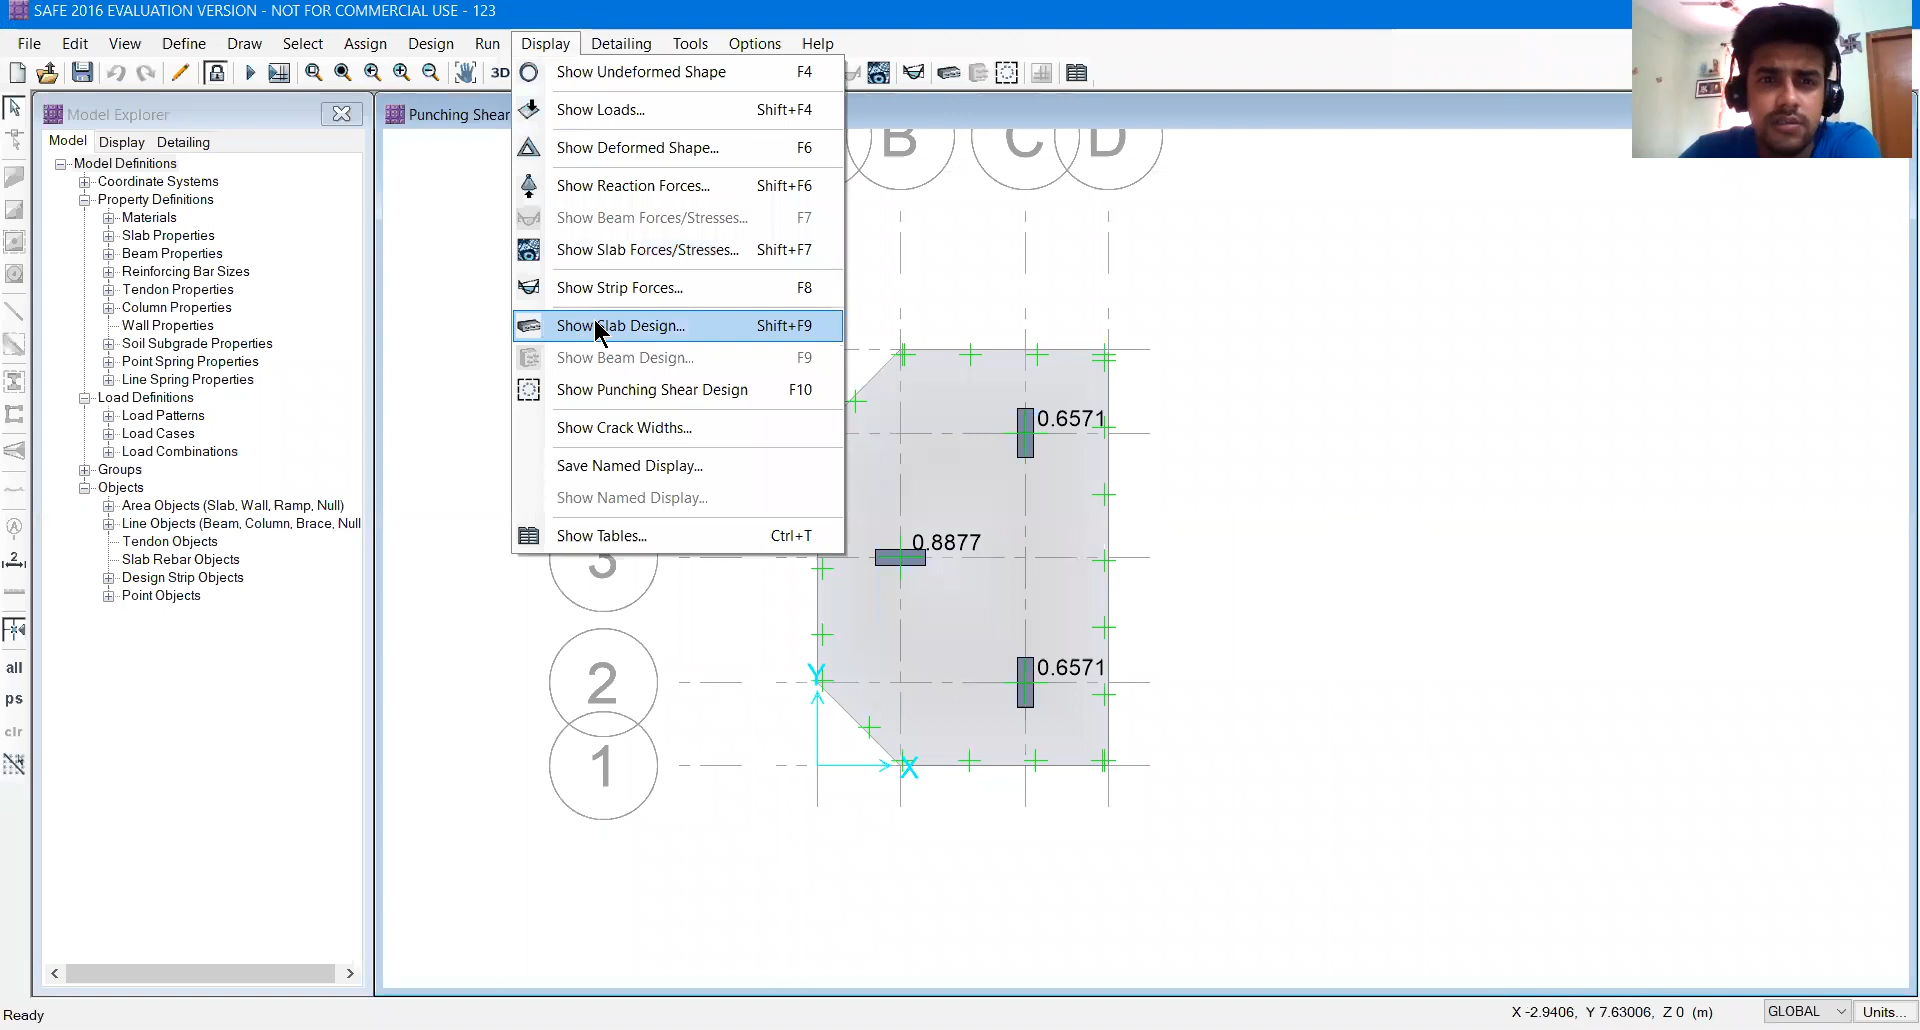 SAFE 2016 EVALUATION VERSION - NOT FOR COMMERCIAL USE - 123
File Edit View Define Draw Select Assign Design Run Display Detailing Tools Options Help
3D
Model Explorer
Model Display Detailing
Model Definitions
Coordinate Systems
Property Definitions
Materials
Slab Properties
Beam Properties
Reinforcing Bar Sizes
Tendon Properties
Column Properties
Wall Properties
Soil Subgrade Properties
Point Spring Properties
Line Spring Properties
Load Definitions
Load Patterns
Load Cases
Load Combinations
Groups
Objects
Area Objects (Slab, Wall, Ramp, Null)
Line Objects (Beam, Column, Brace, Null
Tendon Objects
Slab Rebar Objects
Design Strip Objects
Point Objects
all
ps
clr
Punching Shear
Show Undeformed Shape F4
Show Loads... Shift+F4
Show Deformed Shape... F6
Show Reaction Forces... Shift+F6
Show Beam Forces/Stresses... F7
Show Slab Forces/Stresses... Shift+F7
Show Strip Forces... F8
Show Slab Design... Shift+F9
Show Beam Design... F9
Show Punching Shear Design F10
Show Crack Widths...
Save Named Display...
Show Named Display...
Show Tables... Ctrl+T
B C D
0.6571
0.8877
3
0.6571
2
Y
1
X
Ready
X -2.9406, Y 7.63006, Z 0 (m)
GLOBAL
Units...